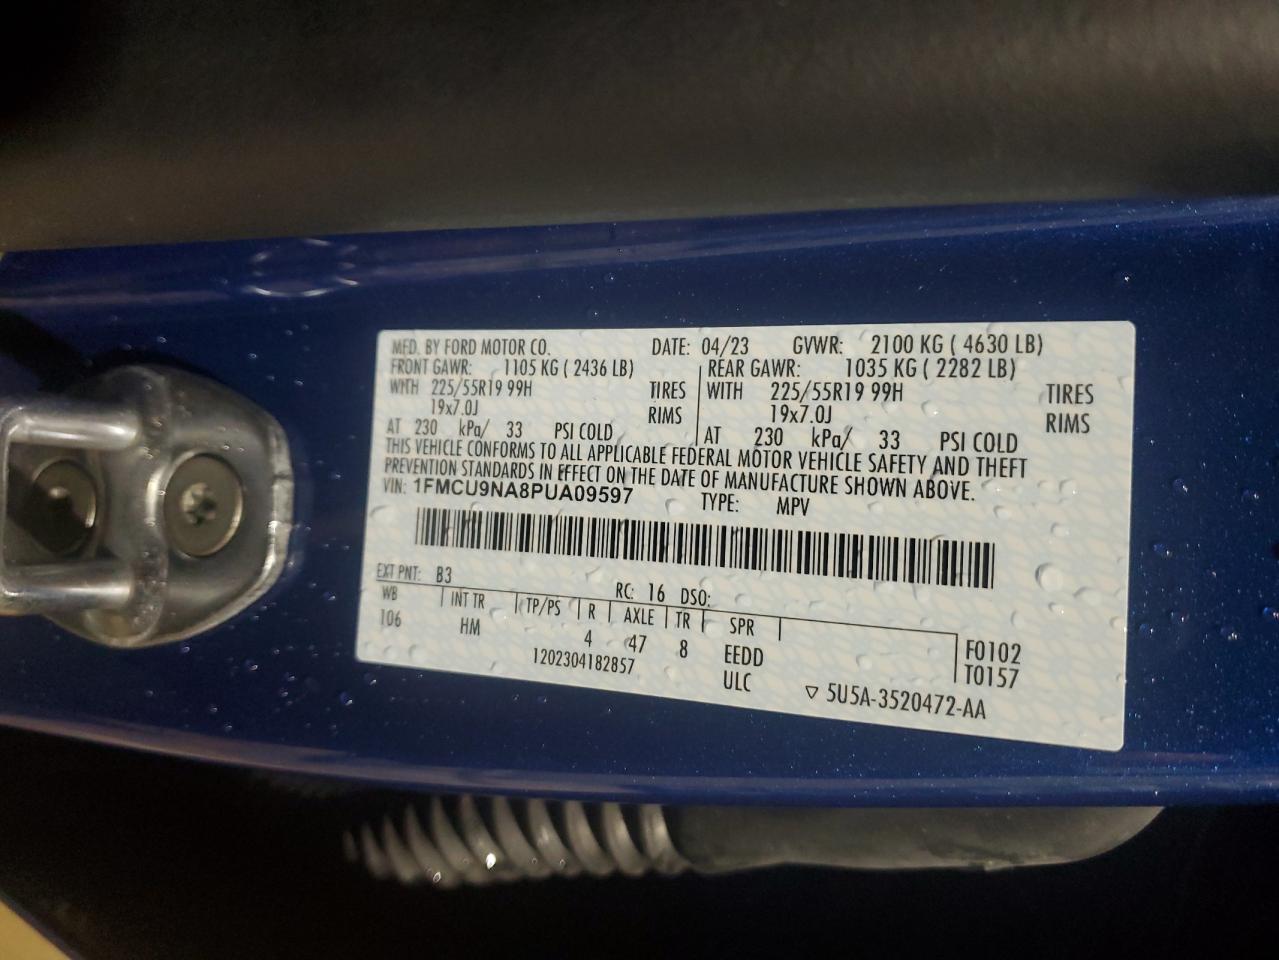 MFD. BY FORD MOTOR CO. DATE: 04/23 GVWR: 2100 KG ( 4630 LB)
FRONT GAWR: 1105 KG ( 2436 LB) REAR GAWR: 1035 KG ( 2282 LB)
WITH 225/55R19 99H TIRES WITH 225/55R19 99H TIRES
19x7.0J RIMS 19x7.0J RIMS
AT 230 kPa/ 33 PSI COLD AT 230 kPa/ 33 PSI COLD
THIS VEHICLE CONFORMS TO ALL APPLICABLE FEDERAL MOTOR VEHICLE SAFETY AND THEFT
PREVENTION STANDARDS IN EFFECT ON THE DATE OF MANUFACTURE SHOWN ABOVE.
VIN: 1FMCU9NA8PUA09597 TYPE: MPV
EXT PNT: B3 RC: 16 DSO:
WB INT TR TP/PS R AXLE TR SPR
106 HM 4 47 8 EEDD F0102
1202304182857 ULC T0157
▽ 5U5A-3520472-AA